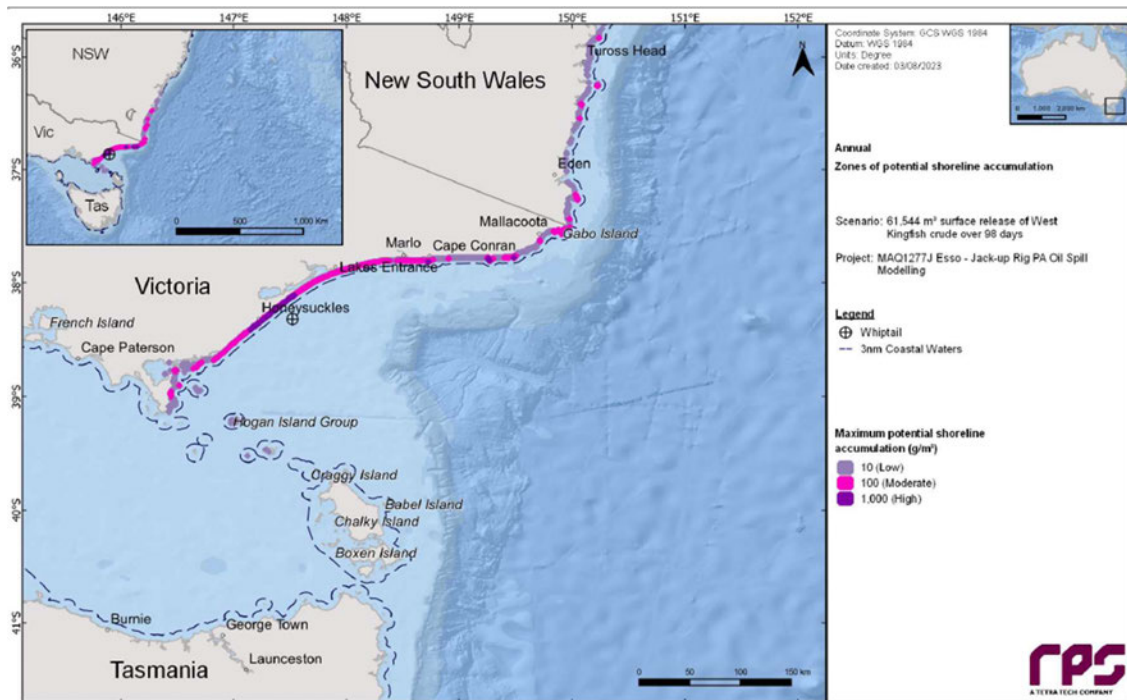 146°E 147°E 148°E 149°E 150°E 151°E 152°E
36°S
37°S
38°S
39°S
40°S
41°S
NSW
Vic
Tas
0 500 1,000 Km
New South Wales
Tuross Head
N
Eden
Mallacoota
Gabo Island
Marlo
Cape Conran
Lakes Entrance
Victoria
Honeysuckles
French Island
Cape Paterson
Hogan Island Group
Craggy Island
Babel Island
Chalky Island
Boxen Island
Burnie
George Town
Launceston
Tasmania
0 50 100 150 km
Coordinate System: GCS WGS 1984
Datum: WGS 1984
Units: Degree
Date created: 03/08/2023
0 1,000 2,000 Km
Annual
Zones of potential shoreline accumulation
Scenario: 61,544 m³ surface release of West
Kingfish crude over 98 days
Project: MAQ1277J Esso - Jack-up Rig PA Oil Spill
Modelling
Legend
Whiptail
3nm Coastal Waters
Maximum potential shoreline
accumulation (g/m²)
10 (Low)
100 (Moderate)
1,000 (High)
rps
A TETRA TECH COMPANY